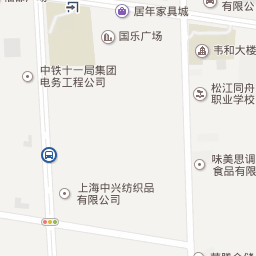 居年家具城
有限公
国乐广场
韦和大
中铁十一局集团
电务工程公司
松江同舟
职业学校
味美思调
食品有限
上海中兴纺织品
有限公司